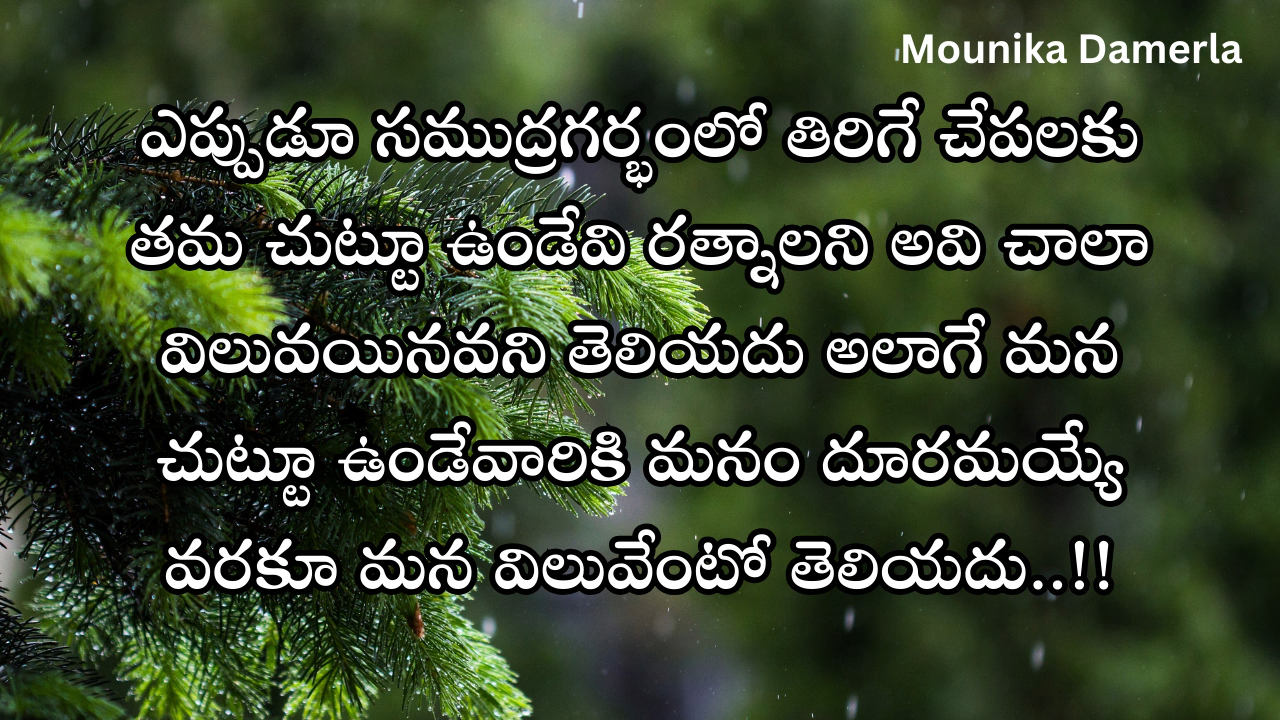 Mounika Damerla
ఎప్పుడూ సముద్రగర్భంలో తిరిగే చేపలకు
తమ చుట్టూ ఉండేవి రత్నాలని అవి చాలా
విలువయినవని తెలియదు అలాగే మన
చుట్టూ ఉండేవారికి మనం దూరమయ్యే
వరకూ మన విలువేంటో తెలియదు..!!